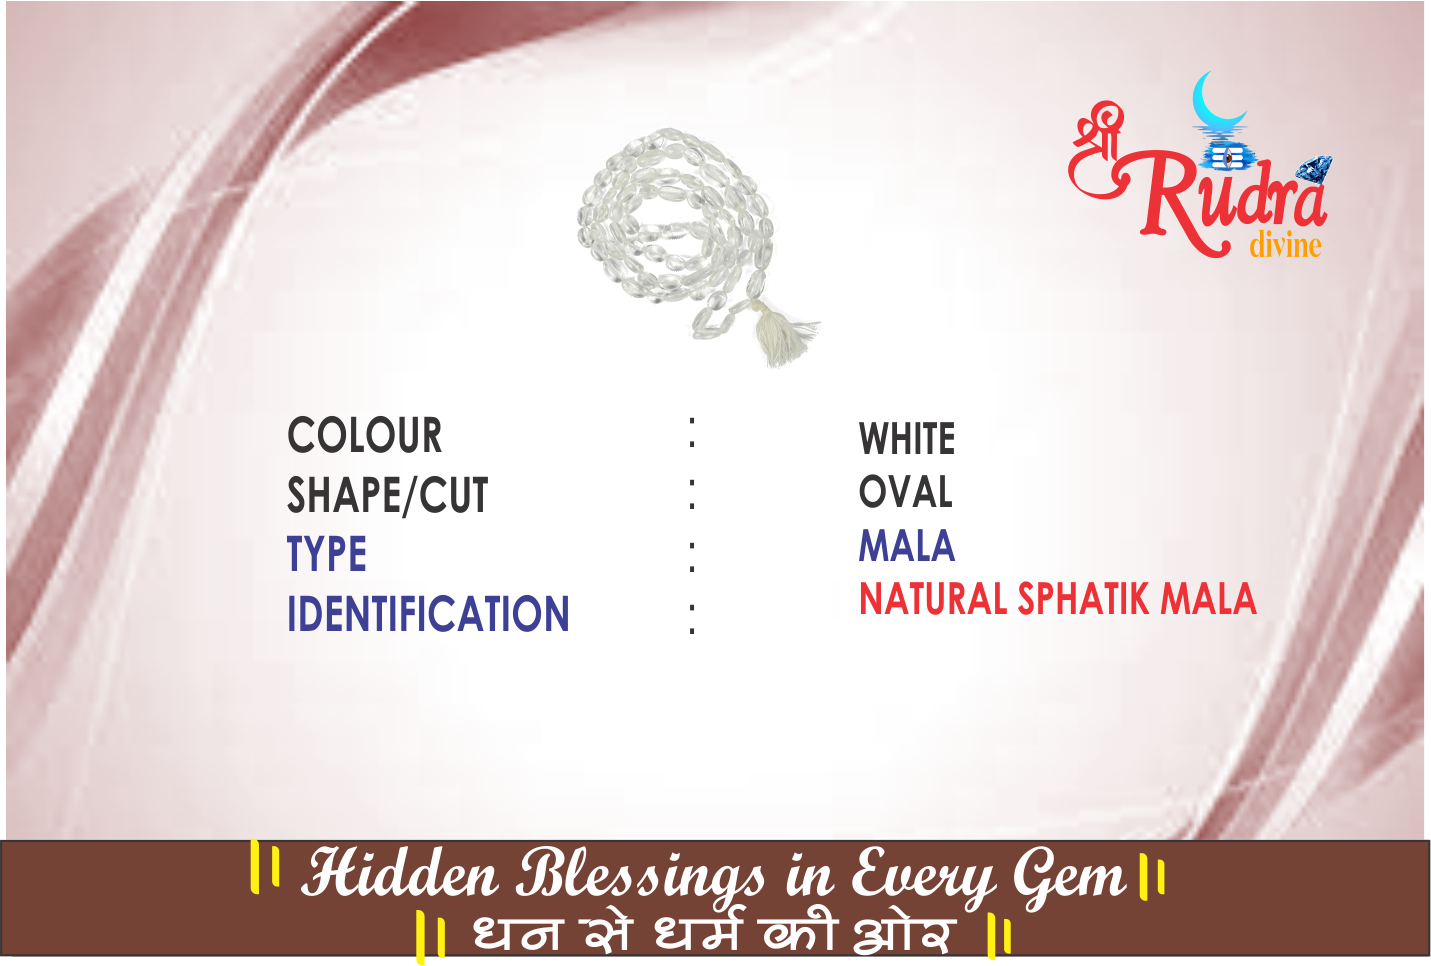 श्री Rudra
divine
COLOUR : WHITE
SHAPE/CUT : OVAL
TYPE : MALA
IDENTIFICATION : NATURAL SPHATIK MALA
|| Hidden Blessings in Every Gem ||
|| धन से धर्म की ओर ||